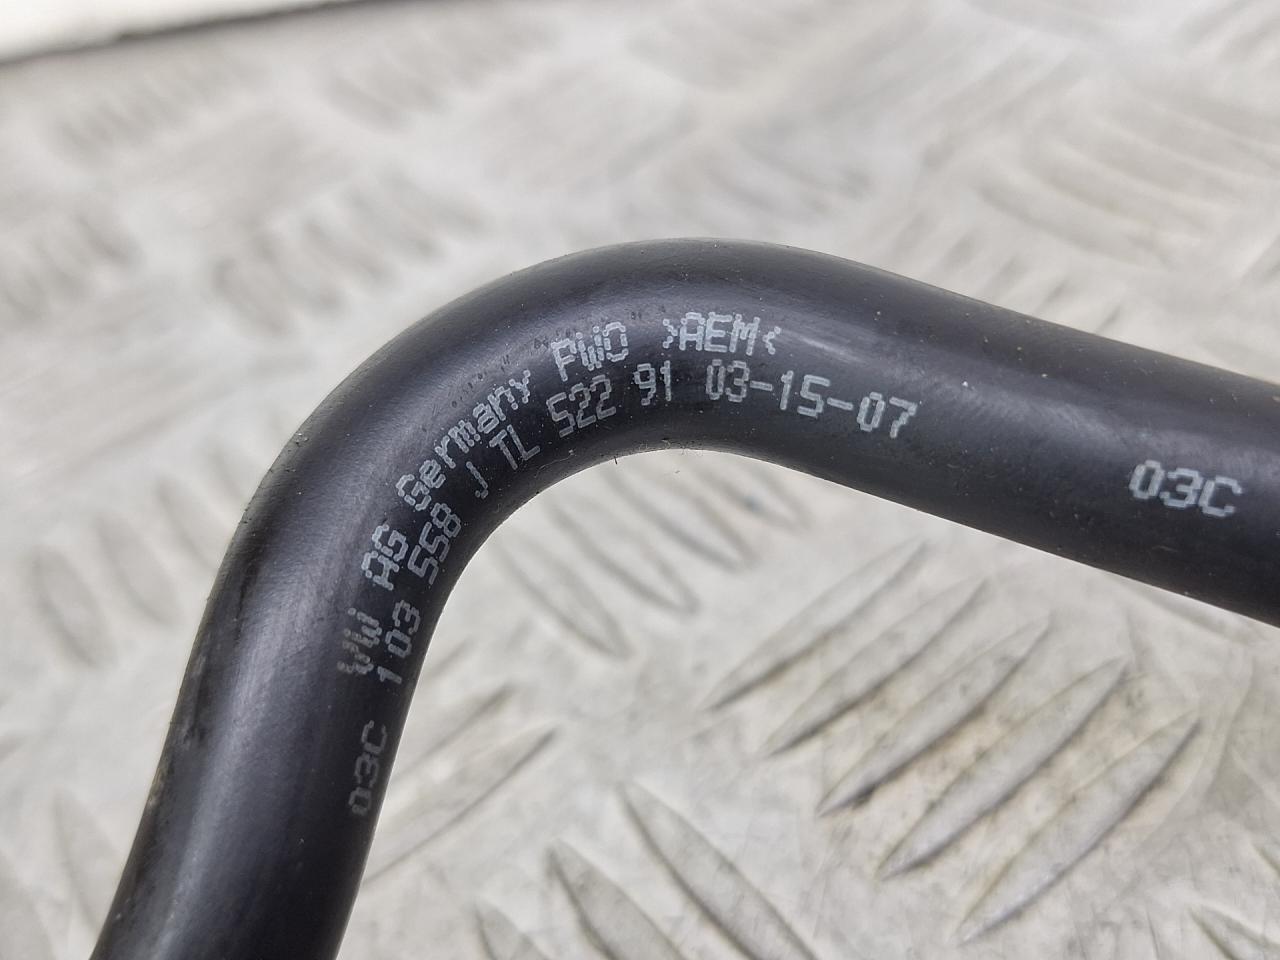 VW AG Germany PWO >AEM<
03C 103 558 J TL 522 91 03-15-07
03C